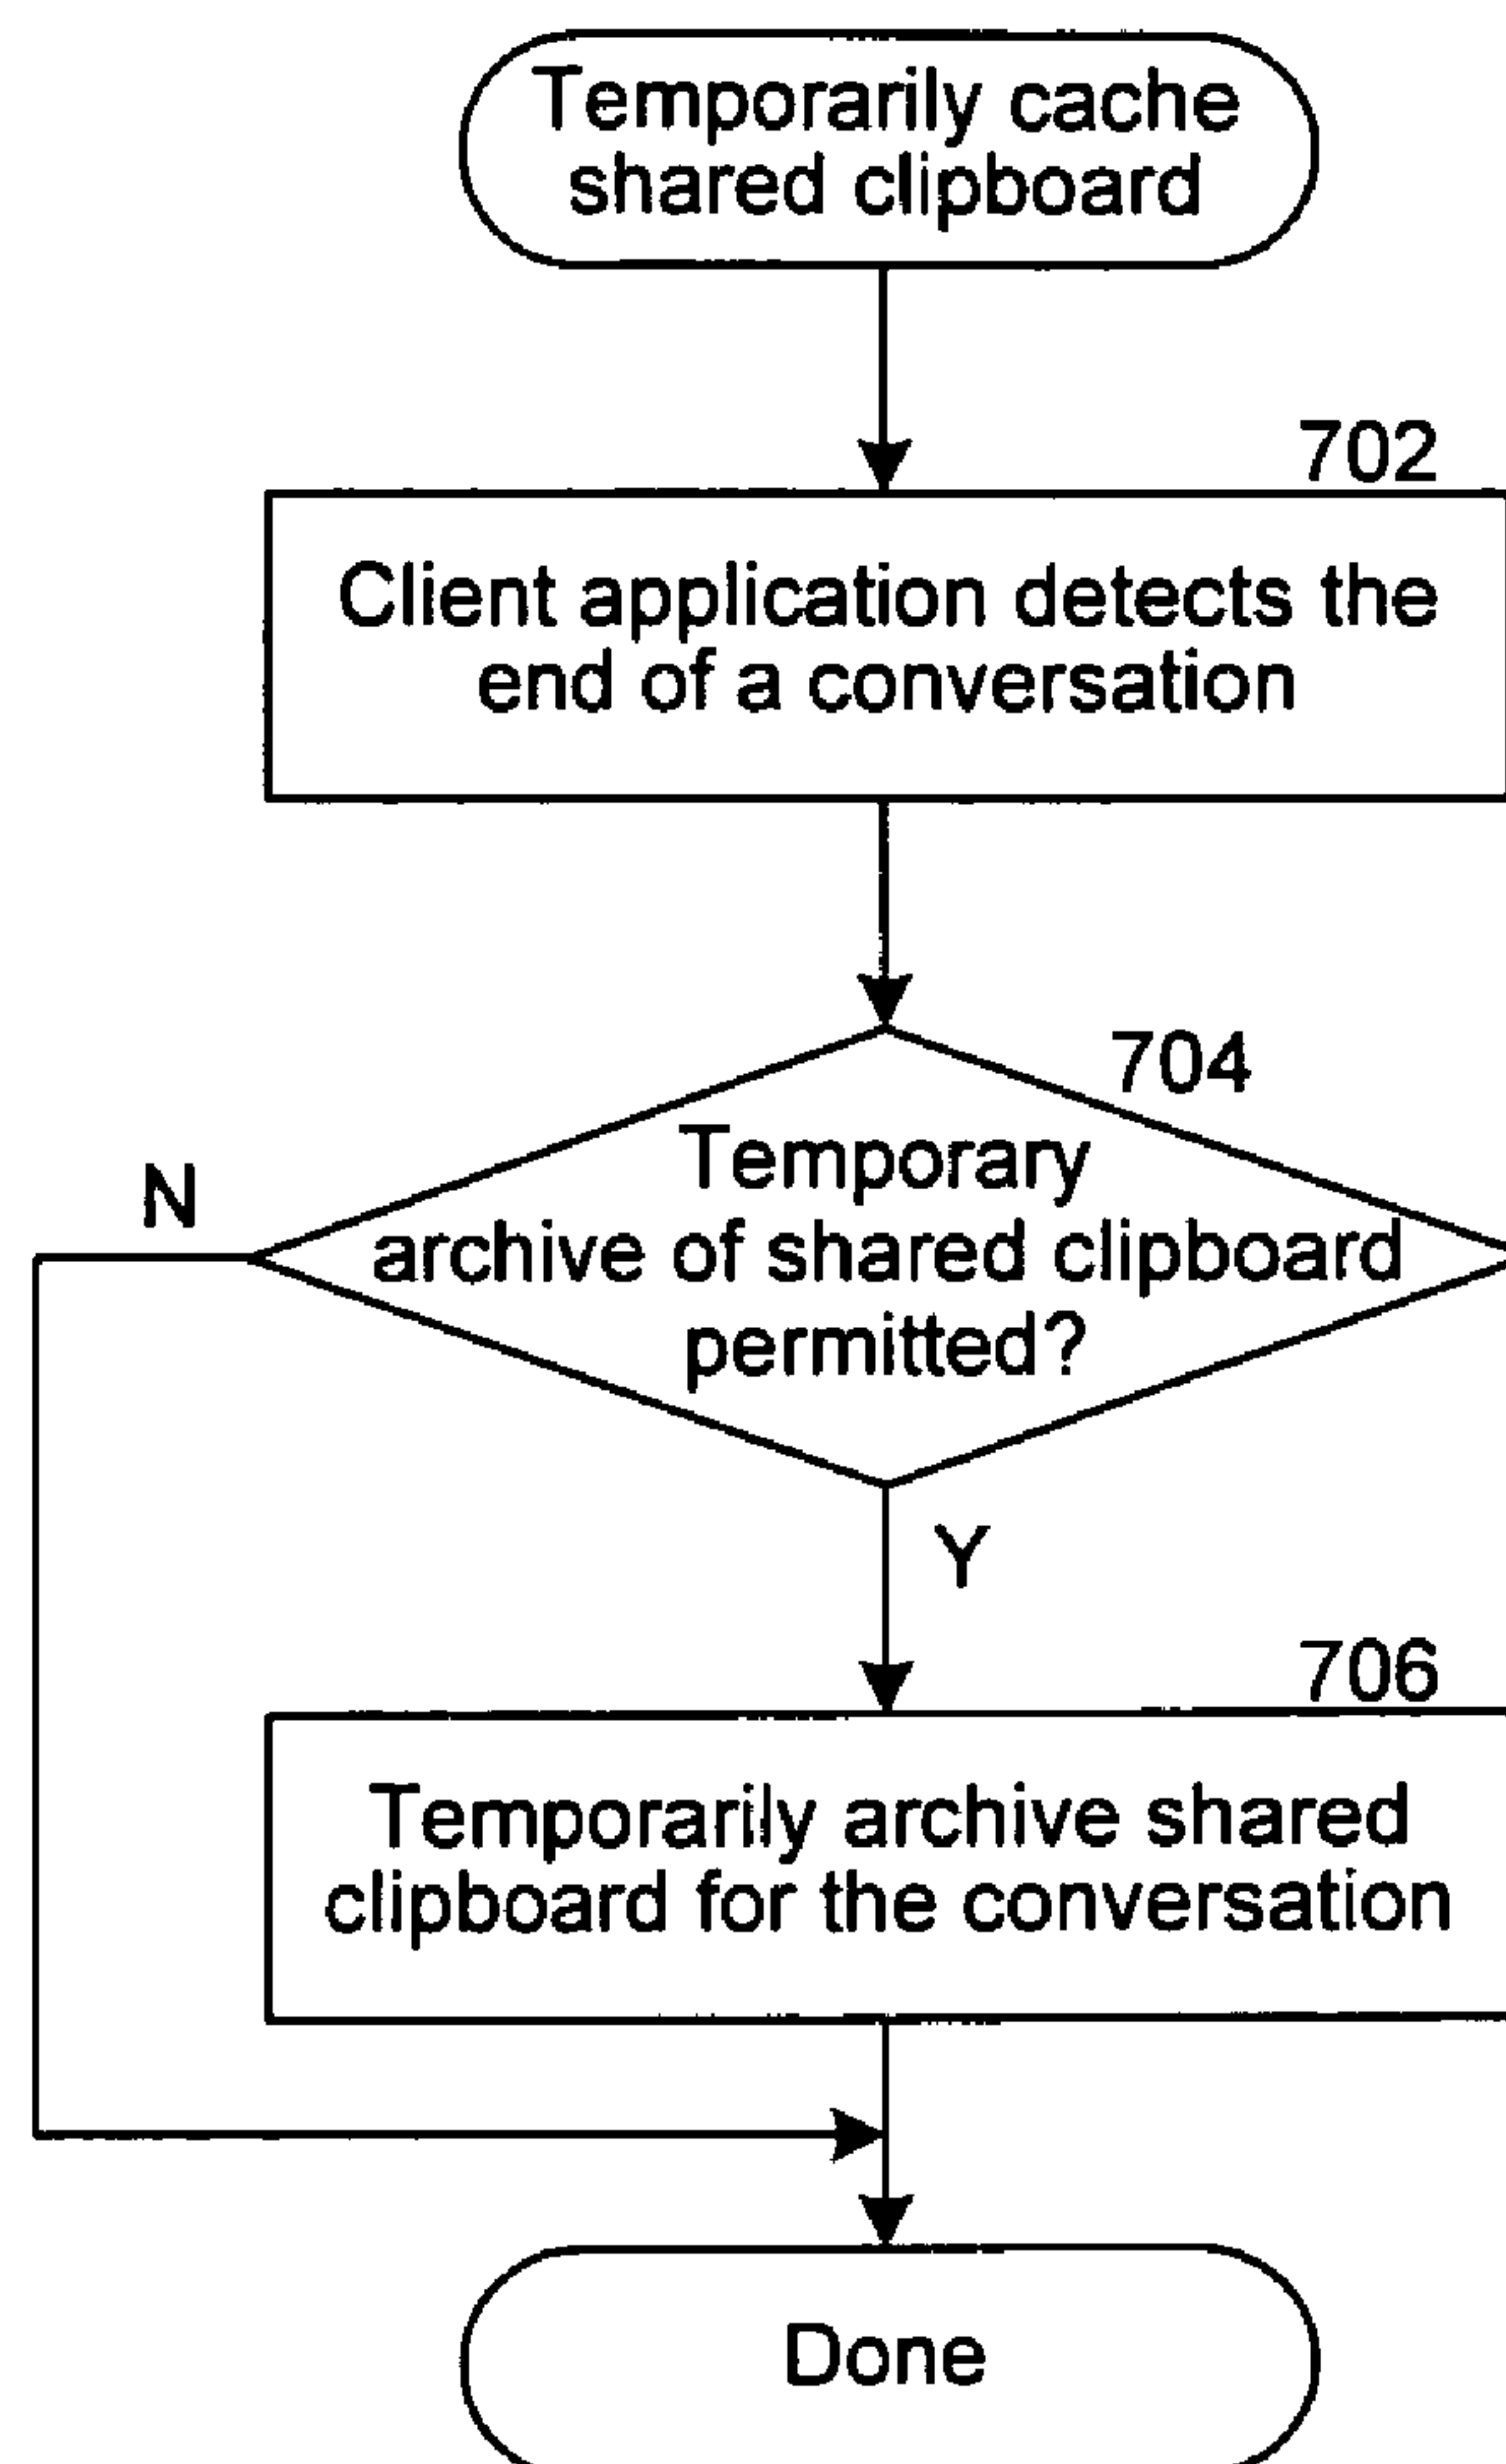 Temporarily cache
shared clipboard
702
Client application detects the
end of a conversation
704
Temporary
archive of shared clipboard
permitted?
N
Y
706
Temporarily archive shared
clipboard for the conversation
Done